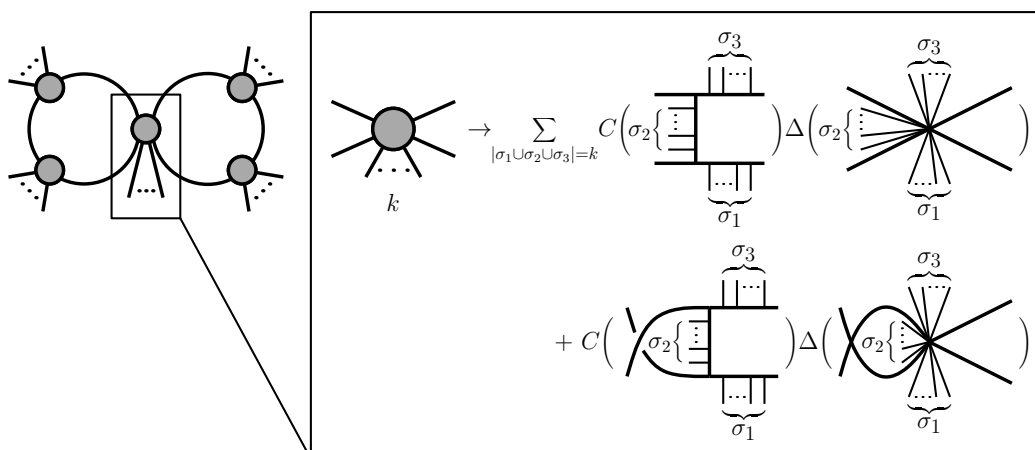 σ₃ σ₃
→ ∑ C( σ₂{ ) Δ( σ₂{ )
|σ₁∪σ₂∪σ₃|=k
k σ₁ σ₁
σ₃ σ₃
+ C( σ₂{ ) Δ( σ₂{ )
σ₁ σ₁